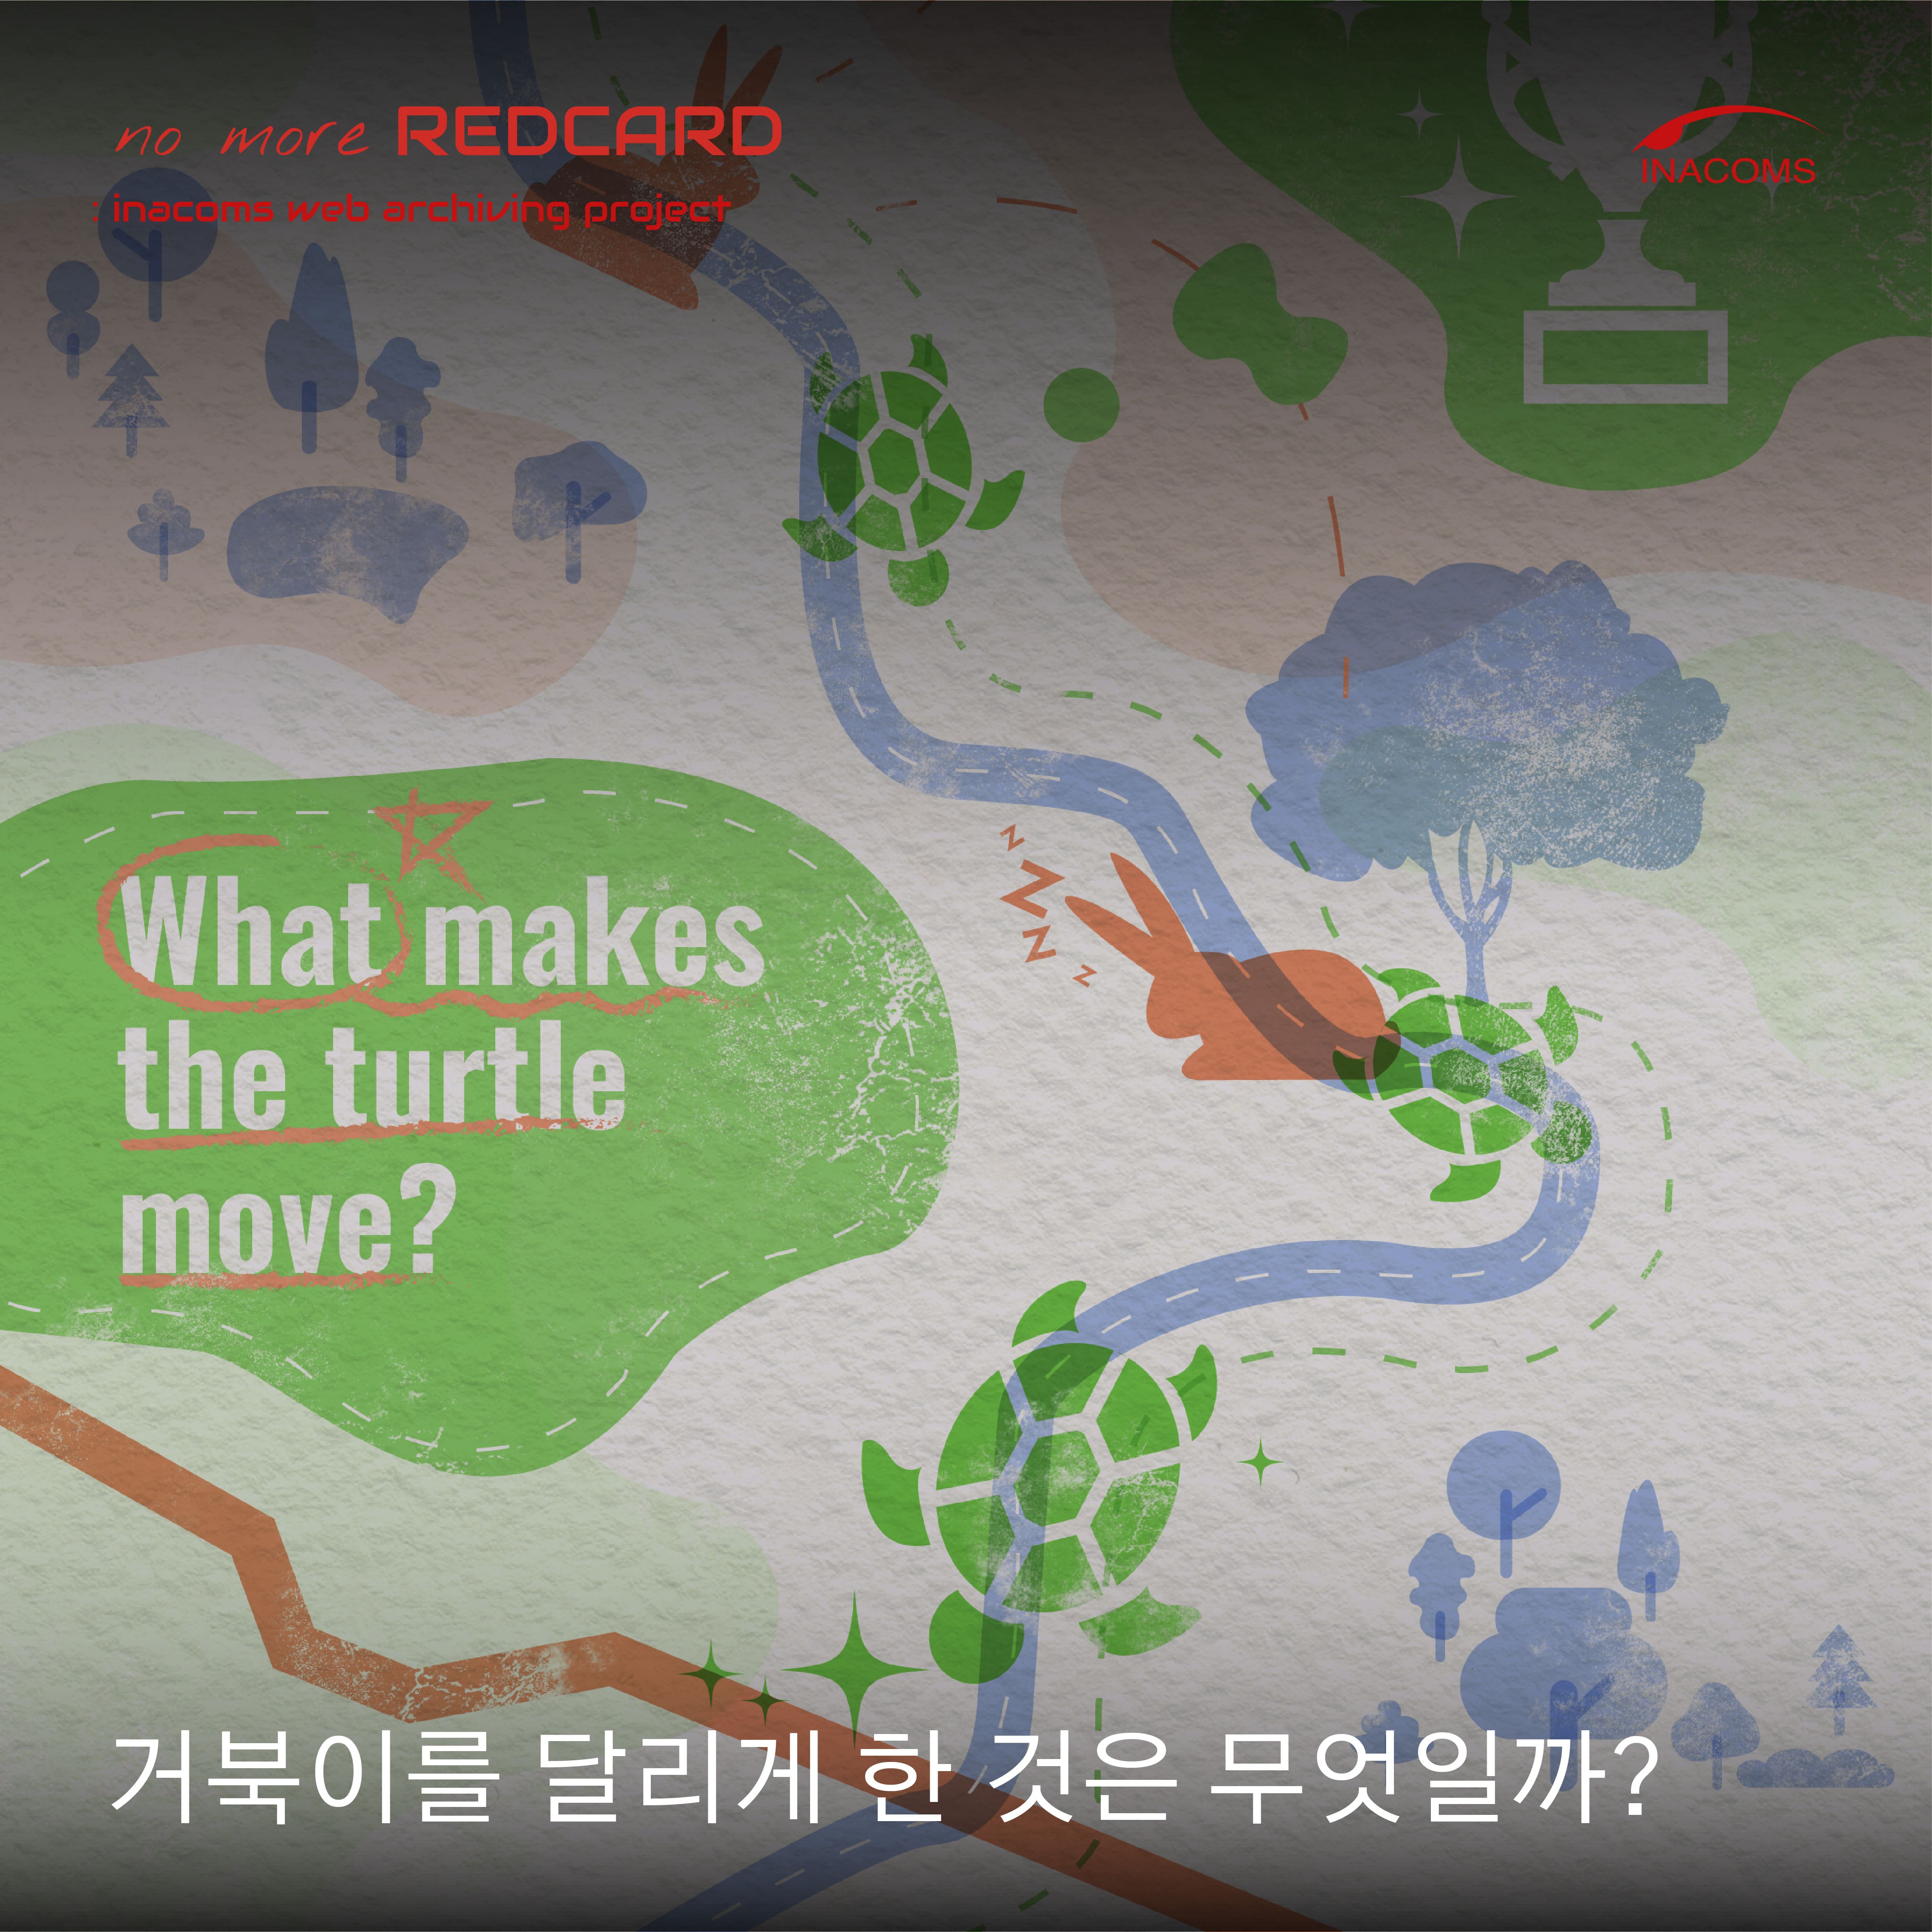 no more REDCARD
: inacoms web archiving project
INACOMS
What makes
the turtle
move?
z
z
z
z
거북이를 달리게 한 것은 무엇일까?